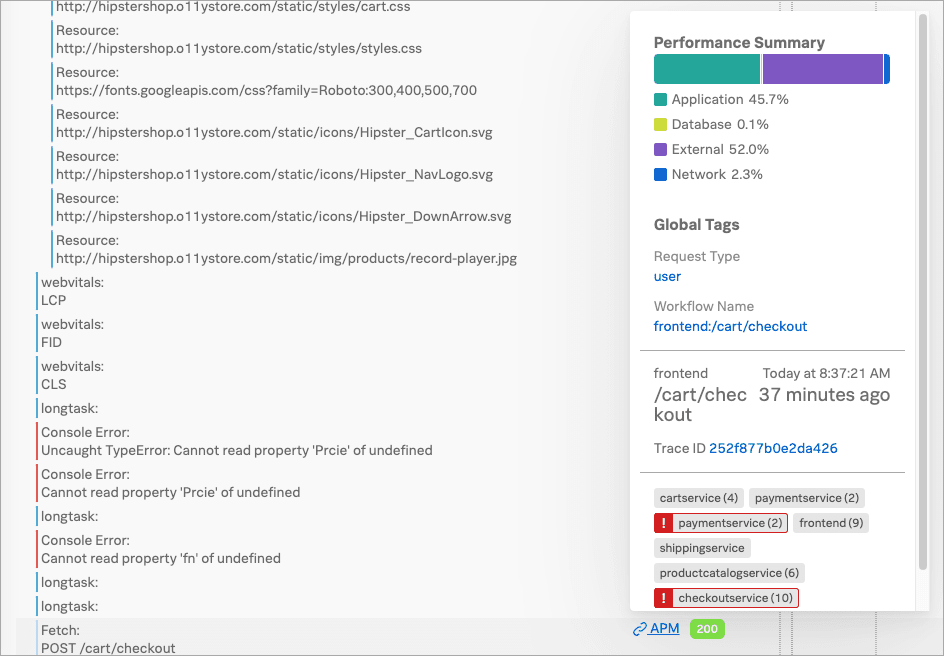 http://hipstershop.o11ystore.com/static/styles/cart.css
Resource:
http://hipstershop.o11ystore.com/static/styles/styles.css
Resource:
https://fonts.googleapis.com/css?family=Roboto:300,400,500,700
Resource:
http://hipstershop.o11ystore.com/static/icons/Hipster_CartIcon.svg
Resource:
http://hipstershop.o11ystore.com/static/icons/Hipster_NavLogo.svg
Resource:
http://hipstershop.o11ystore.com/static/icons/Hipster_DownArrow.svg
Resource:
http://hipstershop.o11ystore.com/static/img/products/record-player.jpg
webvitals:
LCP
webvitals:
FID
webvitals:
CLS
longtask:
Console Error:
Uncaught TypeError: Cannot read property 'Prcie' of undefined
Console Error:
Cannot read property 'Prcie' of undefined
longtask:
Console Error:
Cannot read property 'fn' of undefined
longtask:
longtask:
Fetch:
POST /cart/checkout
APM 200
Performance Summary
Application 45.7%
Database 0.1%
External 52.0%
Network 2.3%
Global Tags
Request Type
user
Workflow Name
frontend:/cart/checkout
frontend Today at 8:37:21 AM
/cart/chec 37 minutes ago
kout
Trace ID 252f877b0e2da426
cartservice (4) paymentservice (2)
! paymentservice (2) frontend (9)
shippingservice
productcatalogservice (6)
! checkoutservice (10)